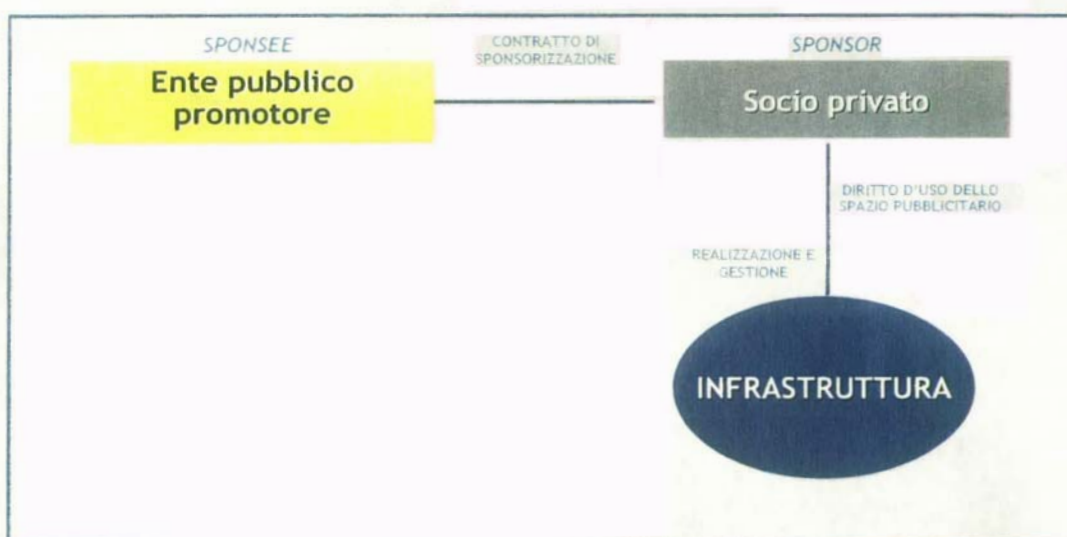 SPONSEE
Ente pubblico
promotore
CONTRATTO DI
SPONSORIZZAZIONE
SPONSOR
Socio privato
DIRITTO D'USO DELLO
SPAZIO PUBBLICITARIO
REALIZZAZIONE E
GESTIONE
INFRASTRUTTURA